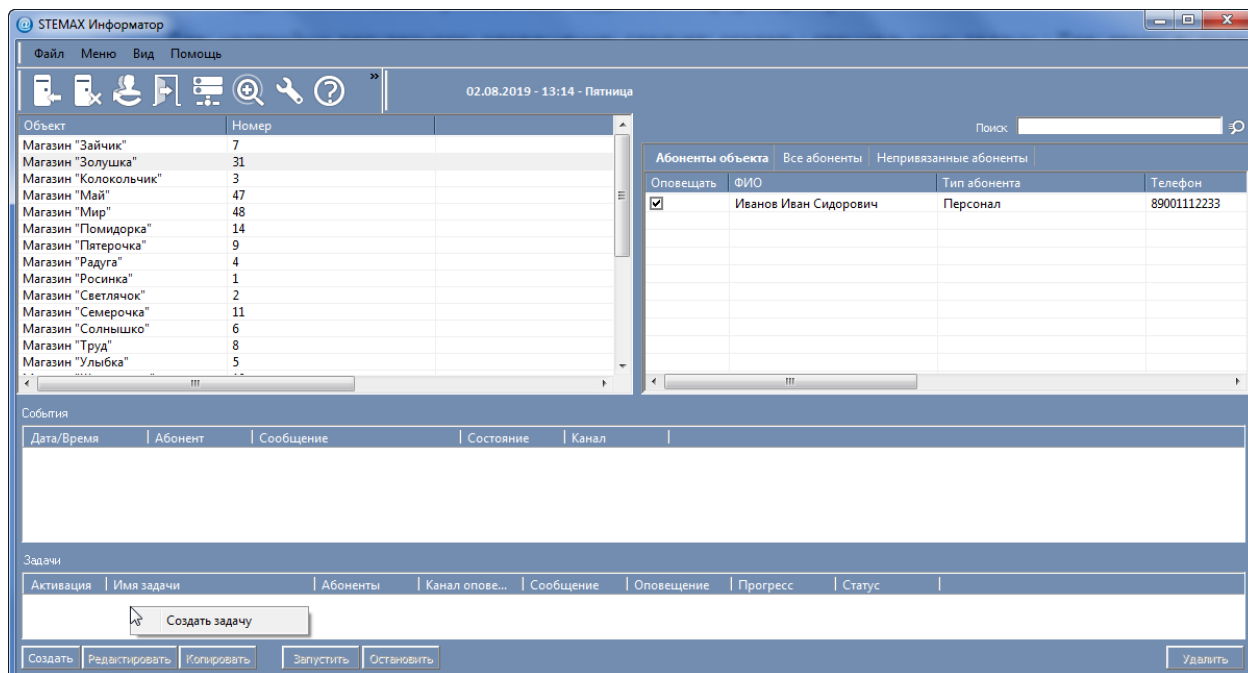 STEMAX Информатор
Файл Меню Вид Помощь
» 02.08.2019 - 13:14 - Пятница
Объект Номер
Поиск
Магазин "Зайчик" 7
Магазин "Золушка" 31
Магазин "Колокольчик" 3
Магазин "Май" 47
Магазин "Мир" 48
Магазин "Помидорка" 14
Магазин "Пятерочка" 9
Магазин "Радуга" 4
Магазин "Росинка" 1
Магазин "Светлячок" 2
Магазин "Семерочка" 11
Магазин "Солнышко" 6
Магазин "Труд" 8
Магазин "Улыбка" 5
Абоненты объекта Все абоненты Непривязанные абоненты
Оповещать ФИО Тип абонента Телефон
Иванов Иван Сидорович Персонал 89001112233
События
Дата/Время Абонент Сообщение Состояние Канал
Задачи
Активация Имя задачи Абоненты Канал опове... Сообщение Оповещение Прогресс Статус
Создать задачу
Создать Редактировать Копировать Запустить Остановить Удалить